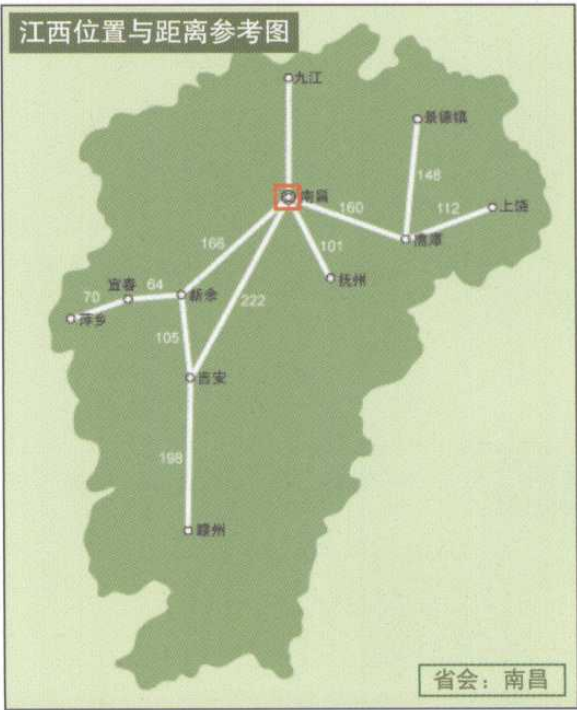 江西位置与距离参考图
九江
景德镇
148
南昌
160
112
上饶
鹰潭
166
101
抚州
宜春
64
新余
222
70
萍乡
105
吉安
198
赣州
省会：南昌